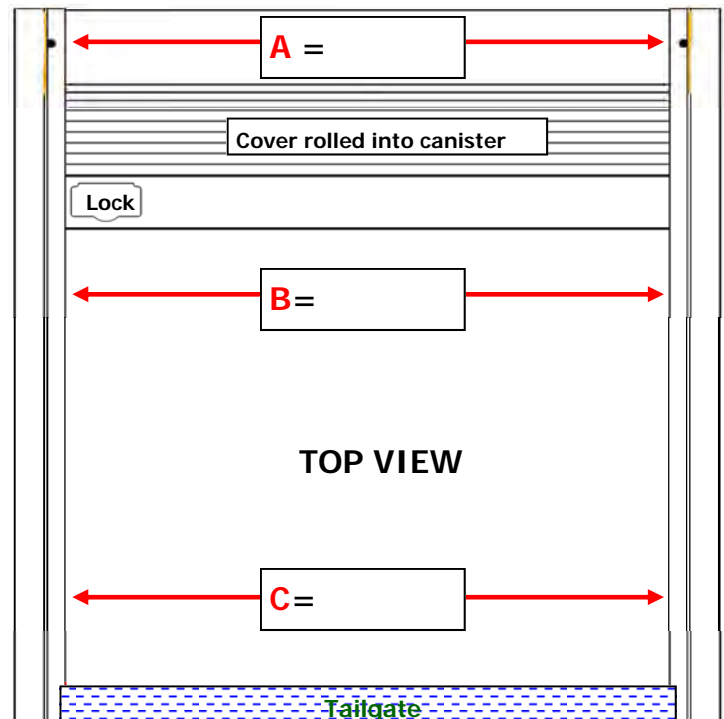 A =
Cover rolled into canister
Lock
B=
TOP VIEW
C=
Tailgate